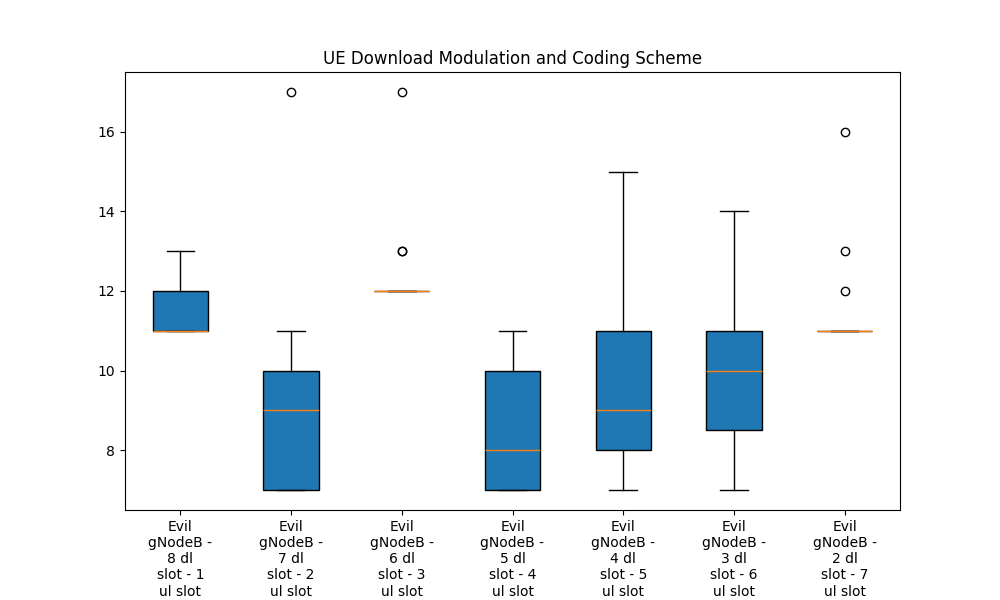 UE Download Modulation and Coding Scheme
16
14
12
10
8
Evil
gNodeB -
8 dl
slot - 1
ul slot
Evil
gNodeB -
7 dl
slot - 2
ul slot
Evil
gNodeB -
6 dl
slot - 3
ul slot
Evil
gNodeB -
5 dl
slot - 4
ul slot
Evil
gNodeB -
4 dl
slot - 5
ul slot
Evil
gNodeB -
3 dl
slot - 6
ul slot
Evil
gNodeB -
2 dl
slot - 7
ul slot